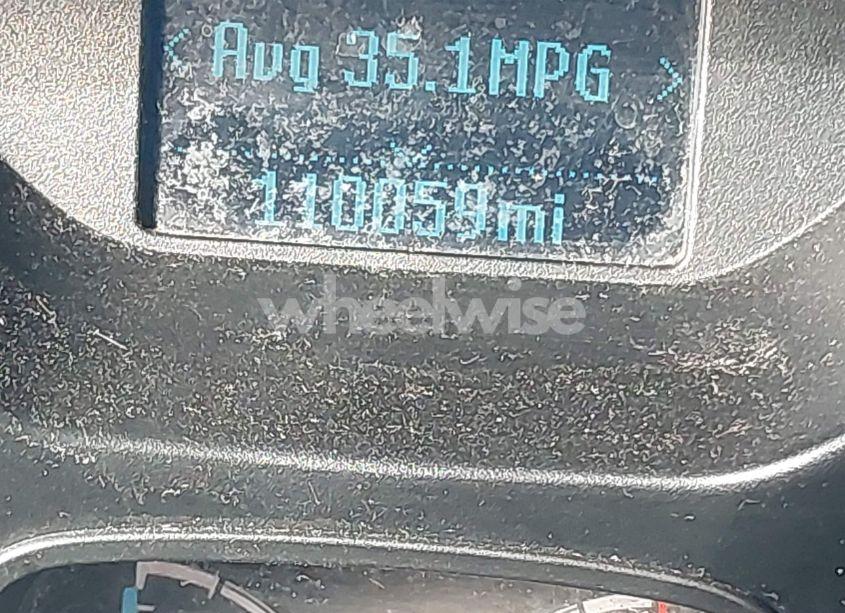 < Avg 35.1MPG >
110059mi
wheelwise